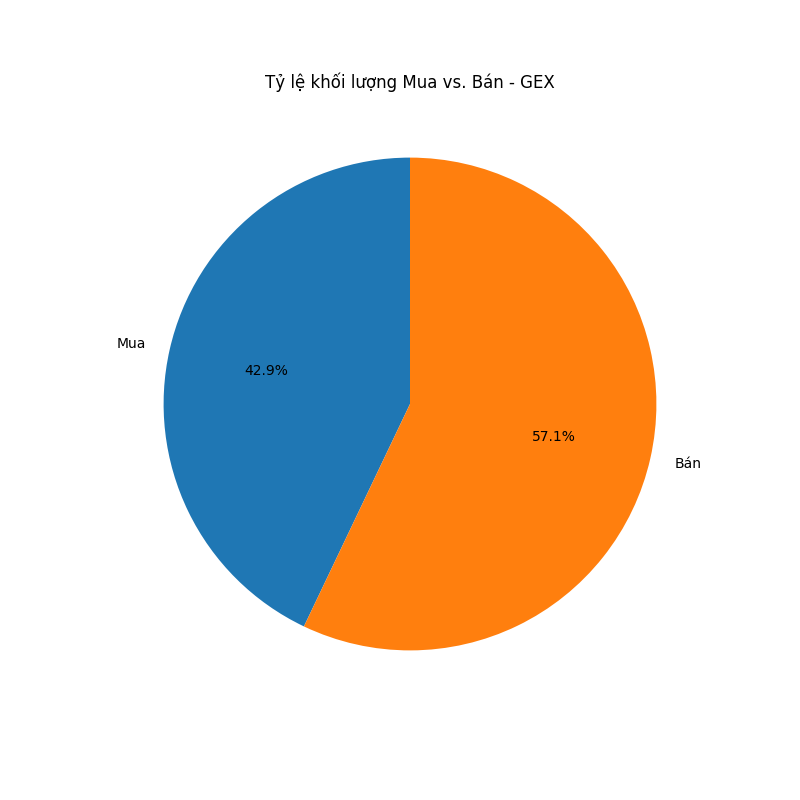 Tỷ lệ khối lượng Mua vs. Bán - GEX
Mua
42.9%
57.1%
Bán